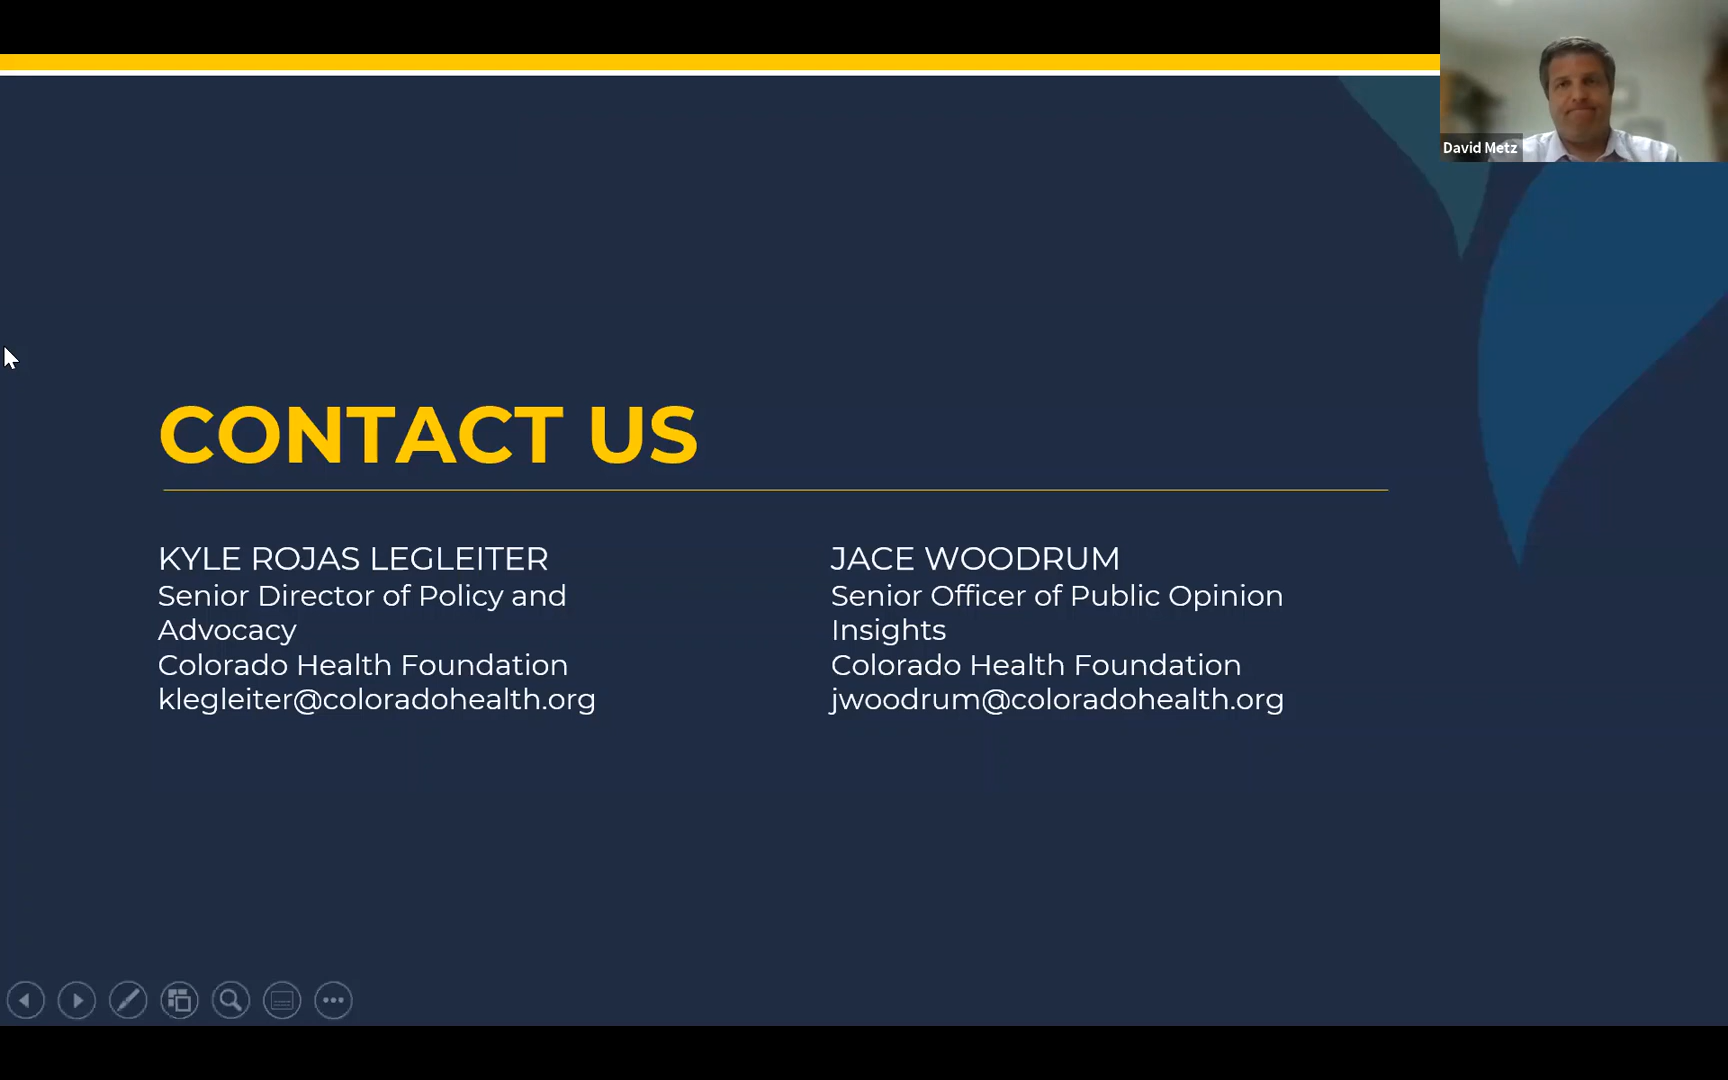 David Metz
CONTACT US
KYLE ROJAS LEGLEITER
Senior Director of Policy and
Advocacy
Colorado Health Foundation
klegleiter@coloradohealth.org
JACE WOODRUM
Senior Officer of Public Opinion
Insights
Colorado Health Foundation
jwoodrum@coloradohealth.org